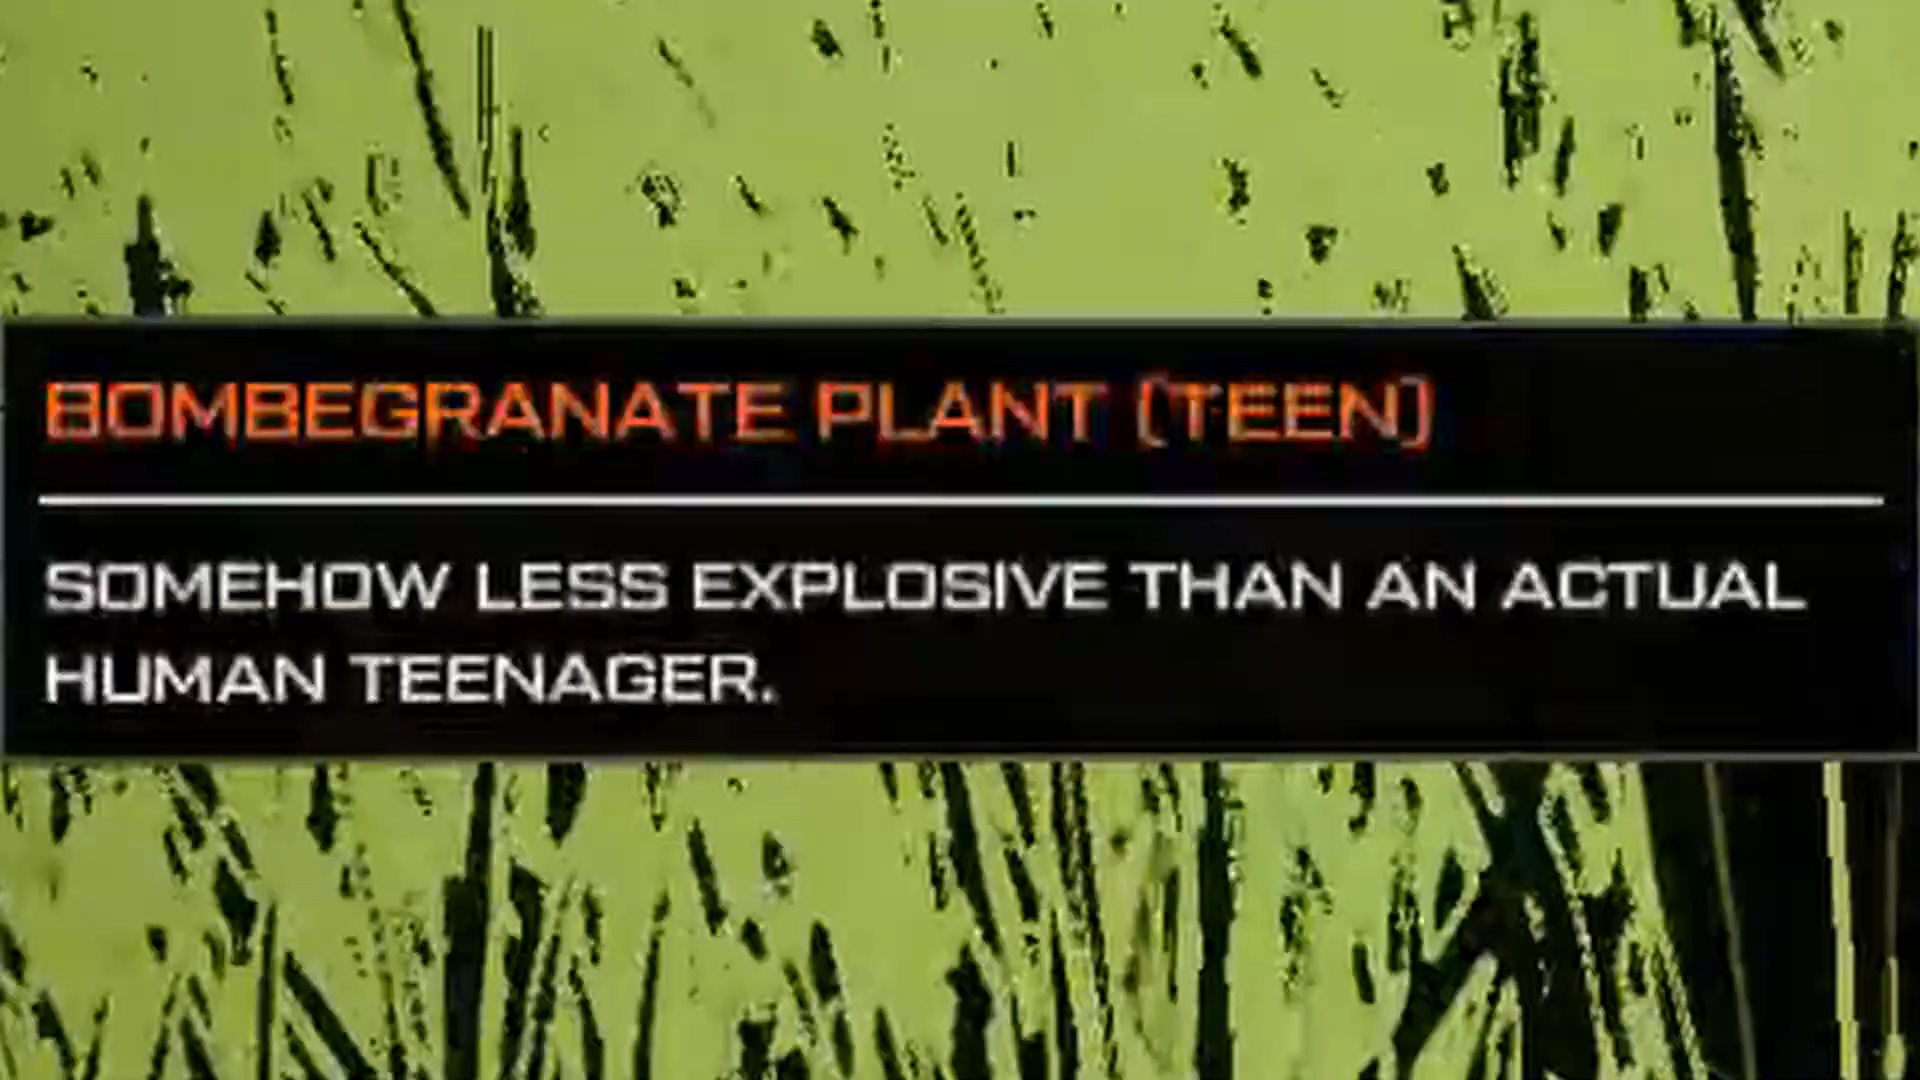 BOMBEGRANATE PLANT (TEEN)
SOMEHOW LESS EXPLOSIVE THAN AN ACTUAL
HUMAN TEENAGER.